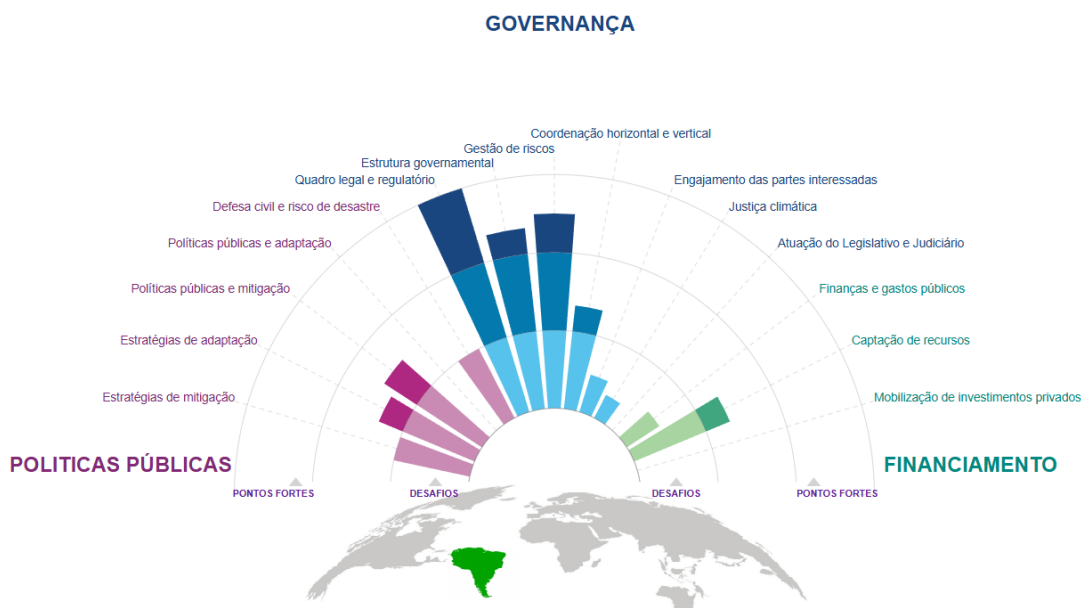 GOVERNANÇA
Coordenação horizontal e vertical
Gestão de riscos
Estrutura governamental
Quadro legal e regulatório
Engajamento das partes interessadas
Defesa civil e risco de desastre
Justiça climática
Políticas públicas e adaptação
Atuação do Legislativo e Judiciário
Políticas públicas e mitigação
Finanças e gastos públicos
Estratégias de adaptação
Captação de recursos
Estratégias de mitigação
Mobilização de investimentos privados
POLITICAS PÚBLICAS
FINANCIAMENTO
PONTOS FORTES
DESAFIOS
DESAFIOS
PONTOS FORTES